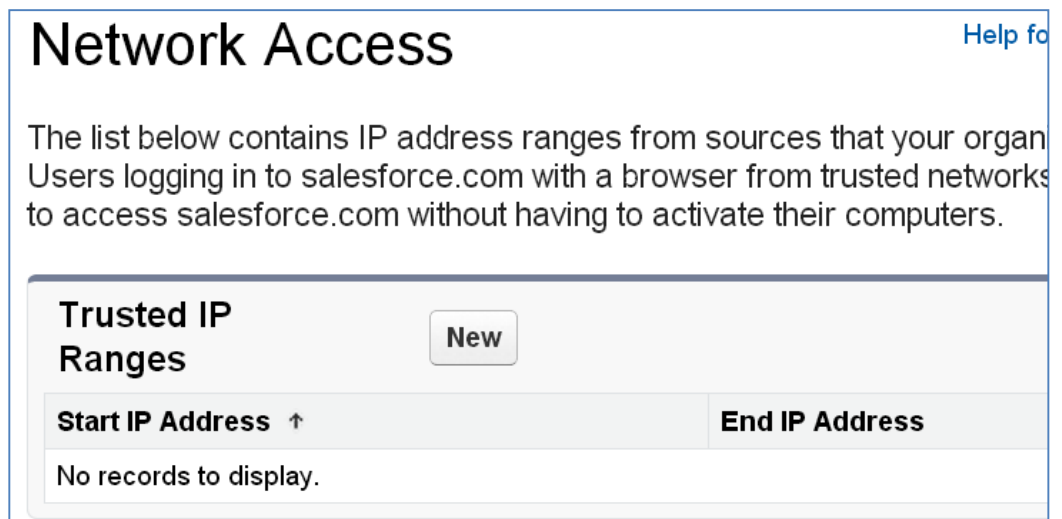 Network Access
Help fo
The list below contains IP address ranges from sources that your organ
Users logging in to salesforce.com with a browser from trusted networks
to access salesforce.com without having to activate their computers.
Trusted IP
Ranges
New
Start IP Address ↑
End IP Address
No records to display.